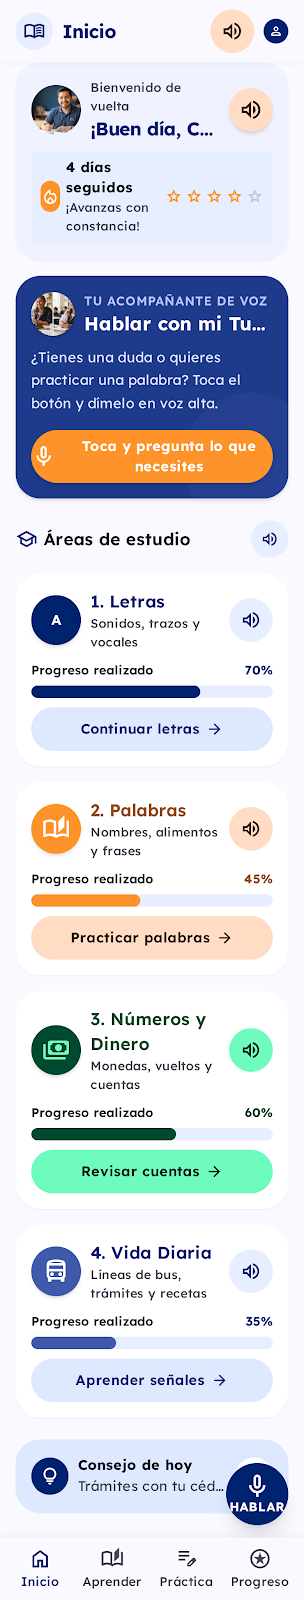 Inicio
Bienvenido de
vuelta
¡Buen día, C...
4 días
seguidos
¡Avanzas con
constancia!
TU ACOMPAÑANTE DE VOZ
Hablar con mi Tu...
¿Tienes una duda o quieres
practicar una palabra? Toca el
botón y dímelo en voz alta.
Toca y pregunta lo que
necesites
Áreas de estudio
A
1. Letras
Sonidos, trazos y
vocales
Progreso realizado 70%
Continuar letras →
2. Palabras
Nombres, alimentos
y frases
Progreso realizado 45%
Practicar palabras →
3. Números y
Dinero
Monedas, vueltos y
cuentas
Progreso realizado 60%
Revisar cuentas →
4. Vida Diaria
Líneas de bus,
trámites y recetas
Progreso realizado 35%
Aprender señales →
Consejo de hoy
Trámites con tu céd...
HABLAR
Inicio Aprender Práctica Progreso